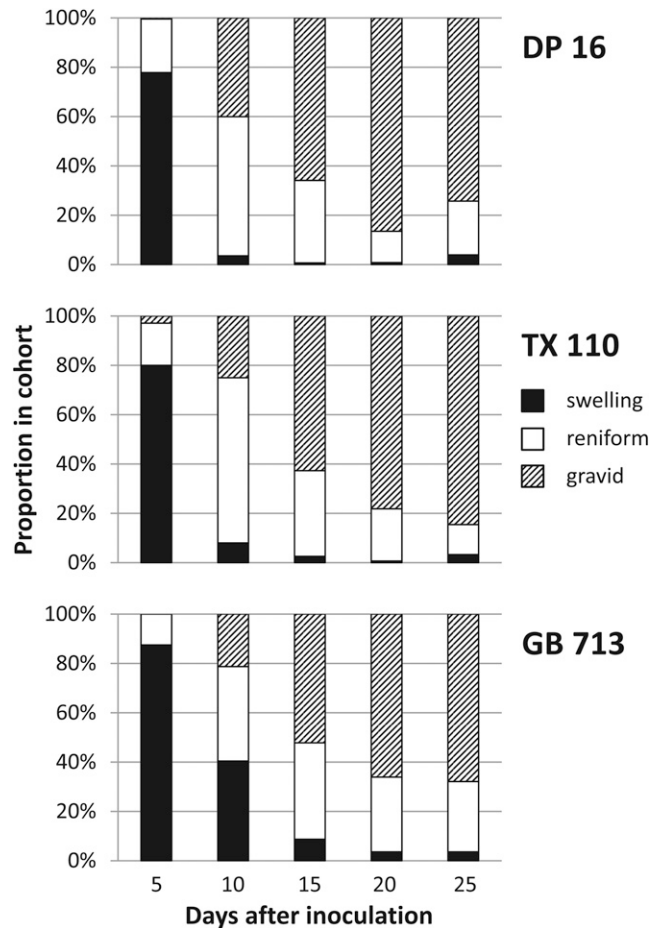 DP 16
100%
80%
60%
40%
20%
0%
TX 110
100%
80%
60%
40%
20%
0%
swelling
reniform
gravid
Proportion in cohort
GB 713
100%
80%
60%
40%
20%
0%
5 10 15 20 25
Days after inoculation